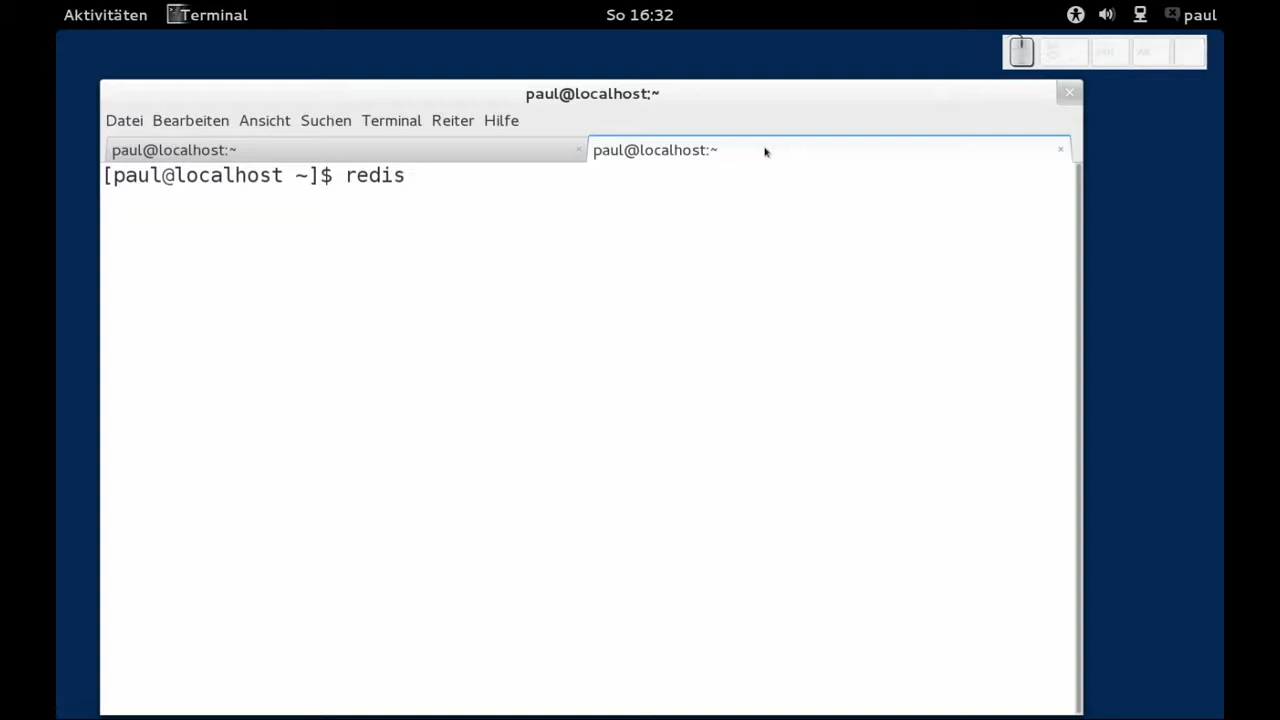 Aktivitäten Terminal So 16:32 paul
paul@localhost:~
Datei Bearbeiten Ansicht Suchen Terminal Reiter Hilfe
paul@localhost:~ paul@localhost:~
[paul@localhost ~]$ redis